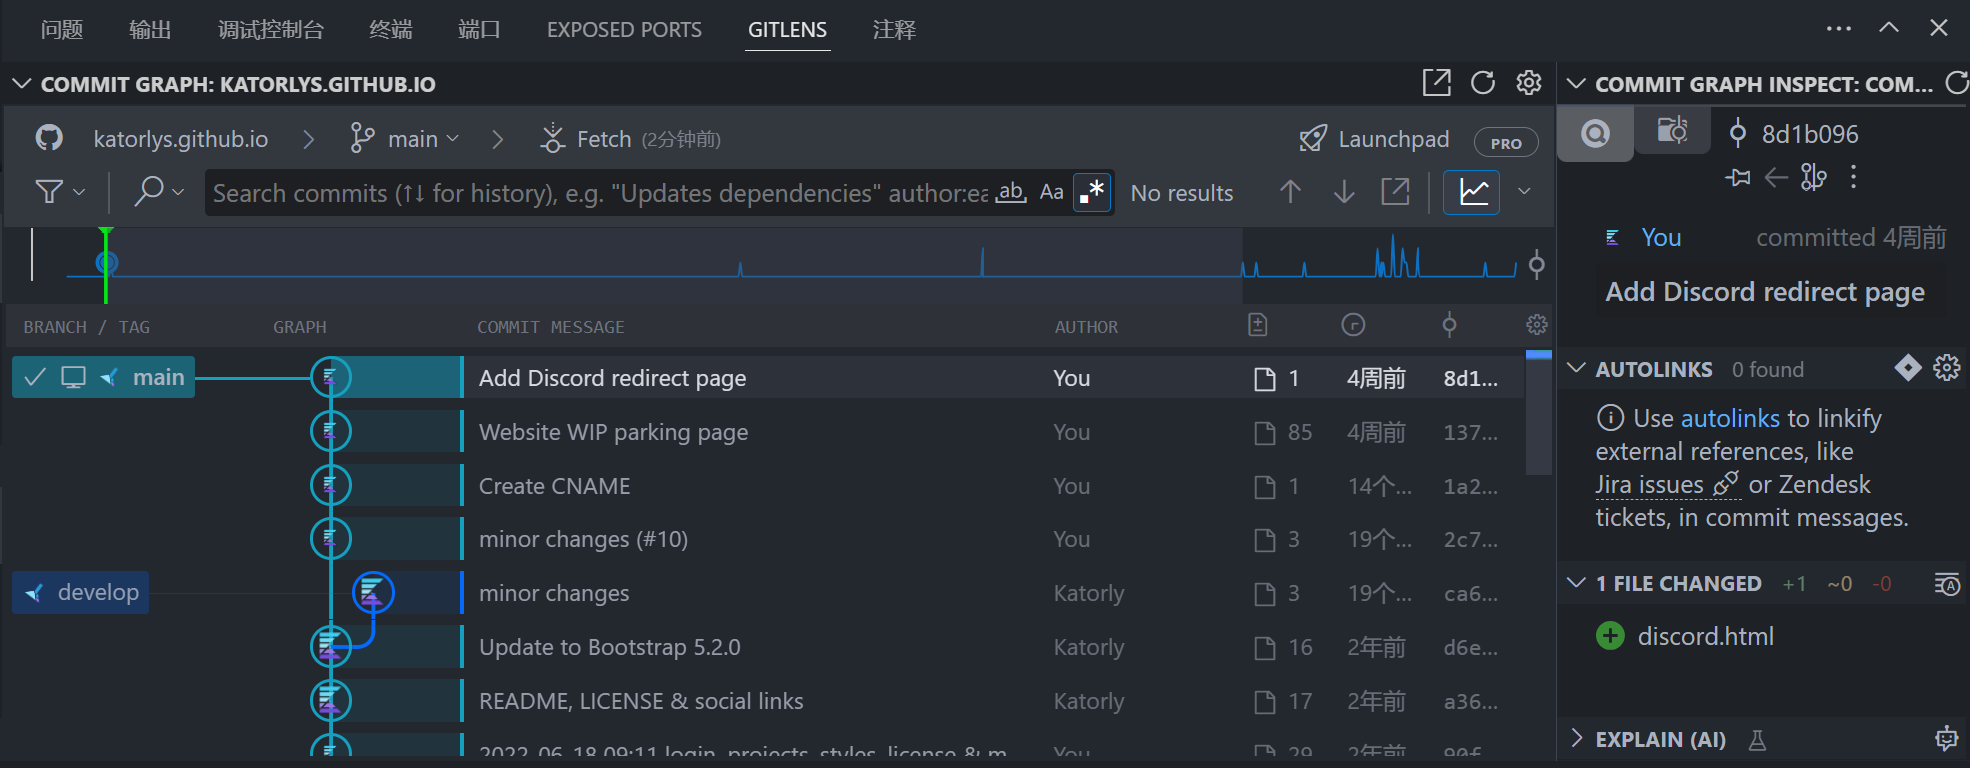 问题 输出 调试控制台 终端 端口 EXPOSED PORTS GITLENS 注释
COMMIT GRAPH: KATORLYS.GITHUB.IO
katorlys.github.io main Fetch (2分钟前) Launchpad PRO
Search commits (↑↓ for history), e.g. "Updates dependencies" author:ea ab Aa .* No results
BRANCH / TAG GRAPH COMMIT MESSAGE AUTHOR
main Add Discord redirect page You 1 4周前 8d1...
Website WIP parking page You 85 4周前 137...
Create CNAME You 1 14个... 1a2...
minor changes (#10) You 3 19个... 2c7...
develop minor changes Katorly 3 19个... ca6...
Update to Bootstrap 5.2.0 Katorly 16 2年前 d6e...
README, LICENSE & social links Katorly 17 2年前 a36...
2022-06-18 09:11 login, projects, styles, license & m You 29 2年前 90f...
COMMIT GRAPH INSPECT: COM...
8d1b096
You committed 4周前
Add Discord redirect page
AUTOLINKS 0 found
Use autolinks to linkify
external references, like
Jira issues or Zendesk
tickets, in commit messages.
1 FILE CHANGED +1 ~0 -0
discord.html
EXPLAIN (AI)